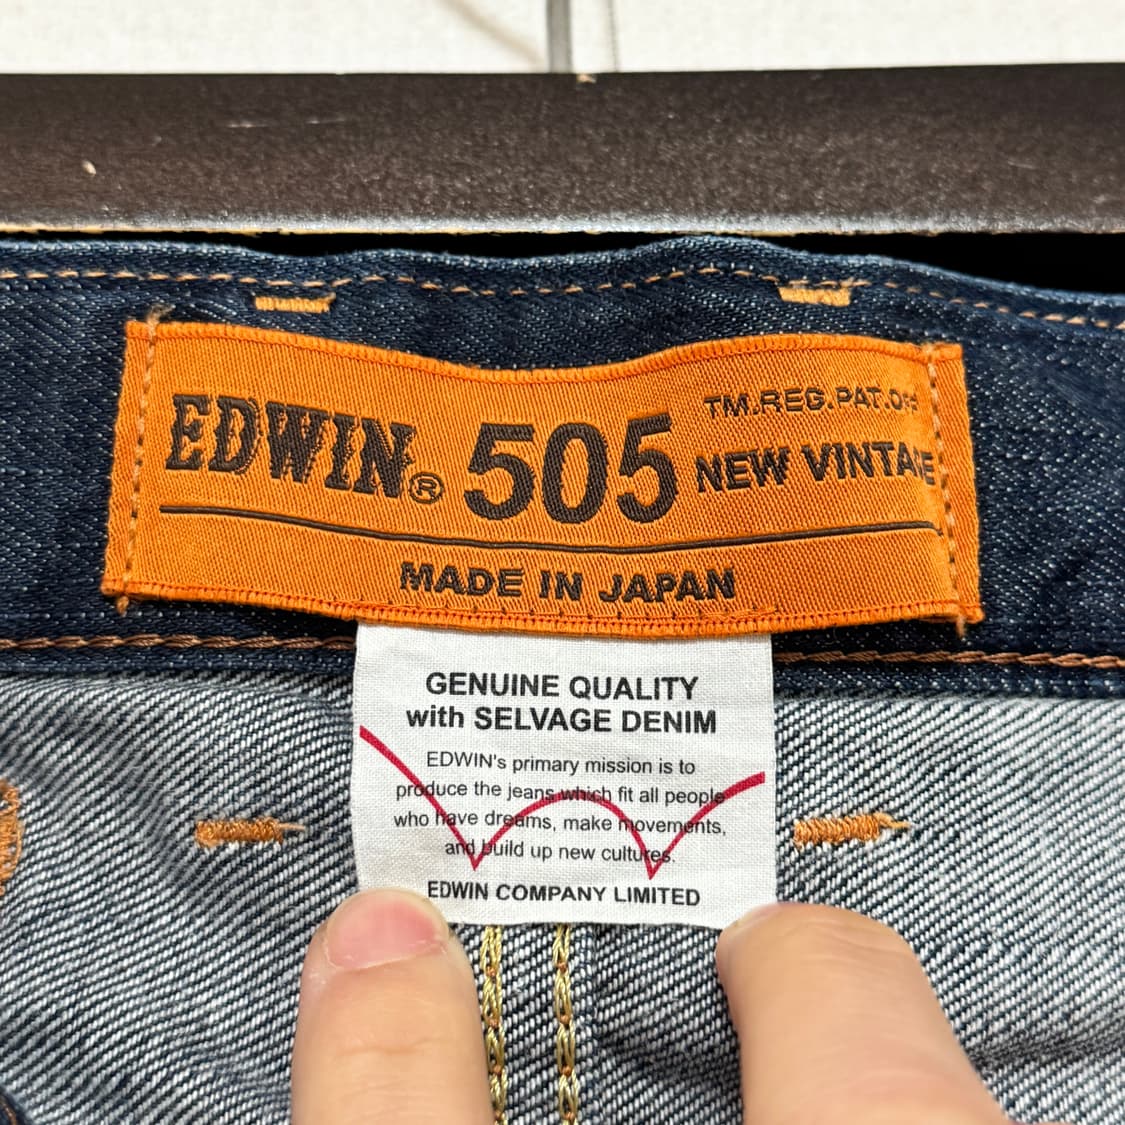 EDWIN® 505
TM.REG.PAT.OFF
NEW VINTAGE
MADE IN JAPAN
GENUINE QUALITY
with SELVAGE DENIM
EDWIN's primary mission is to
produce the jeans which fit all people
who have dreams, make movements,
and build up new cultures.
EDWIN COMPANY LIMITED